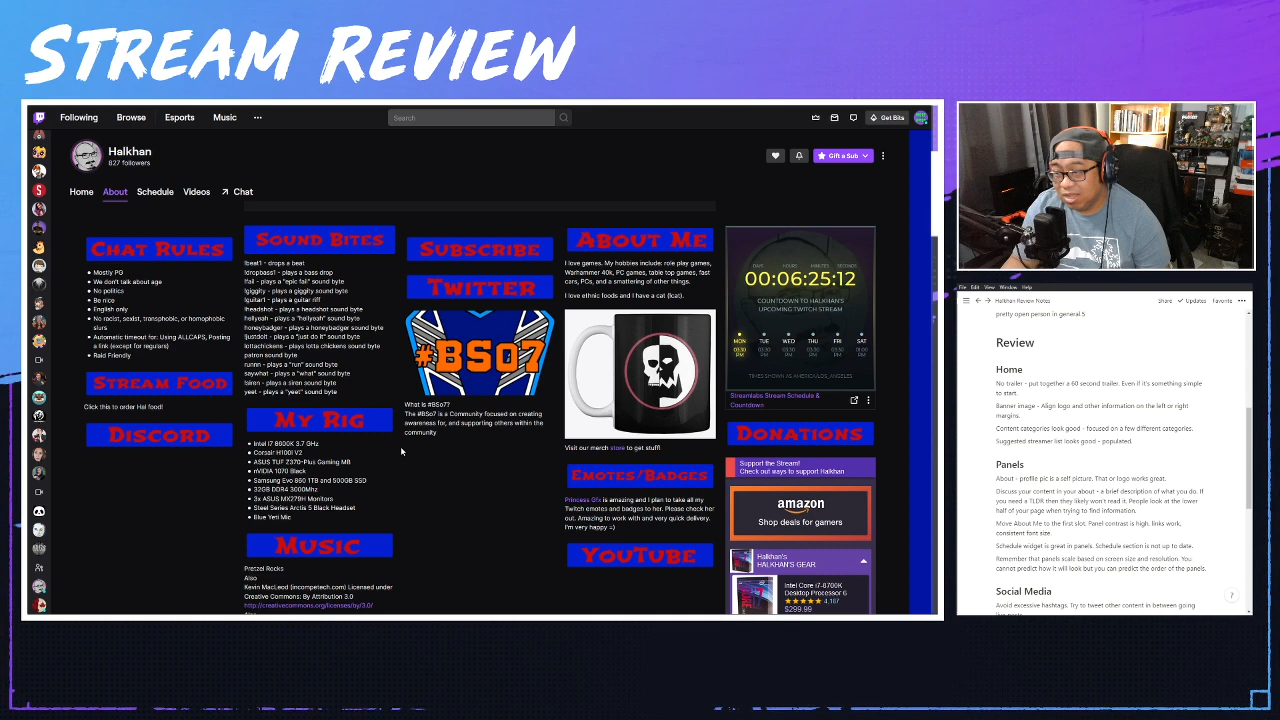 STREAM REVIEW
Following
Browse
Esports
Music
Search
Get Bits
Halkhan
827 followers
Gift a Sub
Home
About
Schedule
Videos
Chat
CHAT RULES
Mostly PG
We don't talk about age
No politics
Be nice
English only
No racist, sexist, transphobic, or homophobic
slurs
Automatic timeout for: Using ALLCAPS, Posting
a link (except for regulars)
Raid Friendly
STREAM FOOD
Click this to order Hal food!
DISCORD
SOUND BITES
!beat1 - drops a beat
!dropbass1 - plays a bass drop
!fail - plays a "epic fail" sound byte
!giggity - plays a giggity sound byte
!guitar1 - plays a guitar riff
!headshot - plays a headshot sound byte
!hellyeah - plays a "hellyeah" sound byte
honeybadger - plays a honeybadger sound byte
!justdoit - plays a "just do it" sound byte
lottachickens - plays lotta chickens sound byte
patron sound byte
runnn - plays a "run" sound byte
saywhat - plays a "what" sound byte
!siren - plays a siren sound byte
yeet - plays a "yeet" sound byte
MY RIG
Intel i7 8600K 3.7 GHz
Corsair H100i V2
ASUS TUF Z370-Plus Gaming MB
nVIDIA 1070 Black
Samsung Evo 860 1TB and 500GB SSD
32GB DDR4 3000Mhz
3x ASUS MX279H Monitors
Steel Series Arctis 5 Black Headset
Blue Yeti Mic
MUSIC
Pretzel Rocks
Also
Kevin MacLeod (incompetech.com) Licensed under
Creative Commons: By Attribution 3.0
http://creativecommons.org/licenses/by/3.0/
SUBSCRIBE
TWITTER
#BSO7
What is #BSo7?
The #BSo7 is a Community focused on creating
awareness for, and supporting others within the
community
ABOUT ME
I love games. My hobbies include: role play games,
Warhammer 40k, PC games, table top games, fast
cars, PCs, and a smattering of other things.
I love ethnic foods and I have a cat (!cat).
Visit our merch store to get stuff!
EMOTES/BADGES
Princess Gfx is amazing and I plan to take all my
Twitch emotes and badges to her. Please check her
out. Amazing to work with and very quick delivery.
I'm very happy =)
YOUTUBE
DAYS HOURS MINUTES SECONDS
00:06:25:12
COUNTDOWN TO HALKHAN'S
UPCOMING TWITCH STREAM
MON TUE WED THU FRI SAT
TIMES SHOWN AS AMERICA/LOS_ANGELES
Streamlabs Stream Schedule &
Countdown
DONATIONS
Support the Stream!
Check out ways to support Halkhan
amazon
Shop deals for gamers
Halkhan's
HALKHAN'S GEAR
Intel Core i7-8700K
Desktop Processor 6
$299.99
File Edit View Window Help
Halkhan Review Notes
Share
Updates
Favorite
pretty open person in general.5
Review
Home
No trailer - put together a 60 second trailer. Even if it's something simple
to start.
Banner image - Align logo and other information on the left or right
margins.
Content categories look good - focused on a few different categories.
Suggested streamer list looks good - populated.
Panels
About - profile pic is a self picture. That or logo works great.
Discuss your content in your about - a brief description of what you do. If
you need a TLDR then they likely won't read it. People look at the lower
half of your page when trying to find information.
Move About Me to the first slot. Panel contrast is high, links work,
consistent font size.
Schedule widget is great in panels. Schedule section is not up to date.
Remember that panels scale based on screen size and resolution. You
cannot predict how it will look but you can predict the order of the panels.
Social Media
Avoid excessive hashtags. Try to tweet other content in between going
?